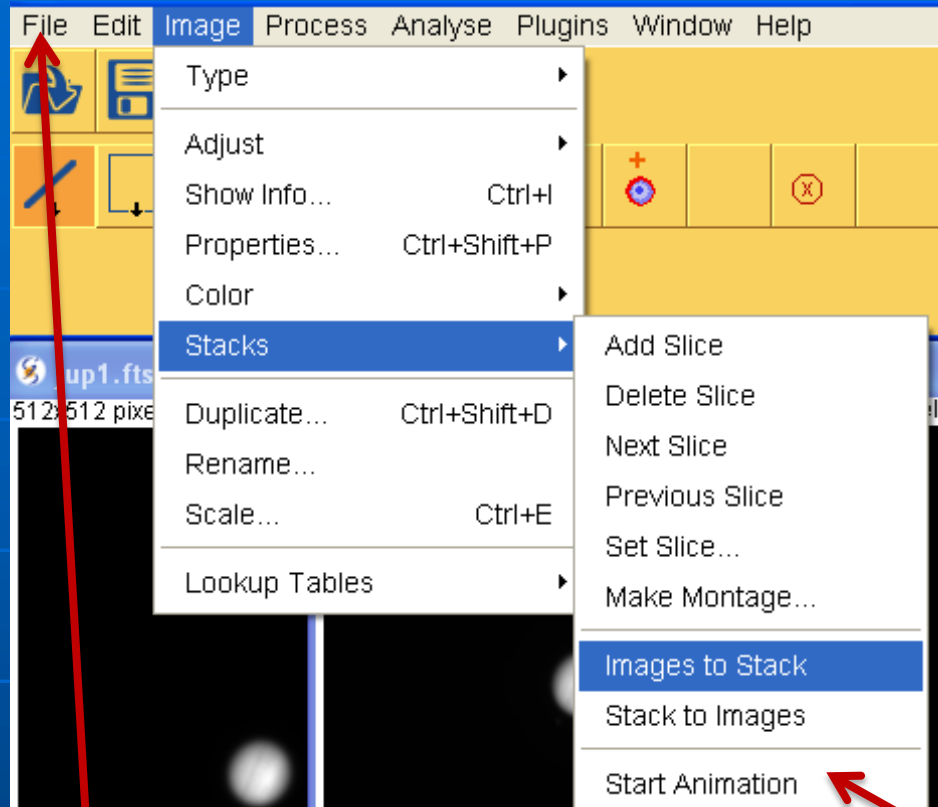 File Edit Image Process Analyse Plugins Window Help
Type
Adjust
Show Info... Ctrl+I
Properties... Ctrl+Shift+P
Color
Stacks
Duplicate... Ctrl+Shift+D
Rename...
Scale... Ctrl+E
Lookup Tables
Add Slice
Delete Slice
Next Slice
Previous Slice
Set Slice...
Make Montage...
Images to Stack
Stack to Images
Start Animation
up1.fts
512x512 pixe